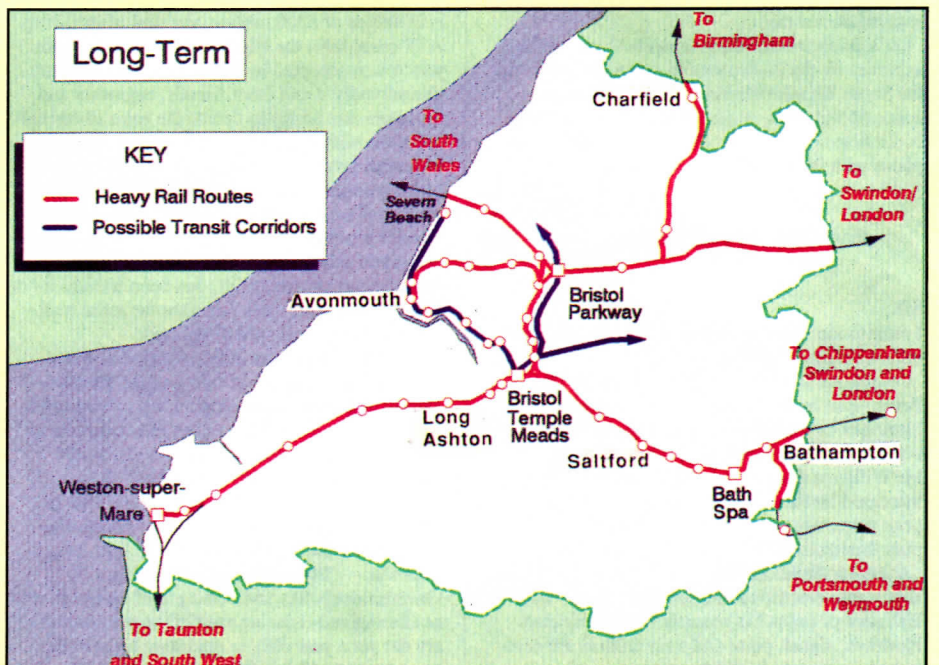 Long-Term
KEY
Heavy Rail Routes
Possible Transit Corridors
To
Birmingham
Charfield
To
South
Wales
Severn
Beach
To
Swindon/
London
Avonmouth
Bristol
Parkway
To Chippenham
Swindon and
London
Long
Ashton
Bristol
Temple
Meads
Saltford
Bathampton
Weston-super-
Mare
Bath
Spa
To
Portsmouth and
Weymouth
To Taunton
and South West